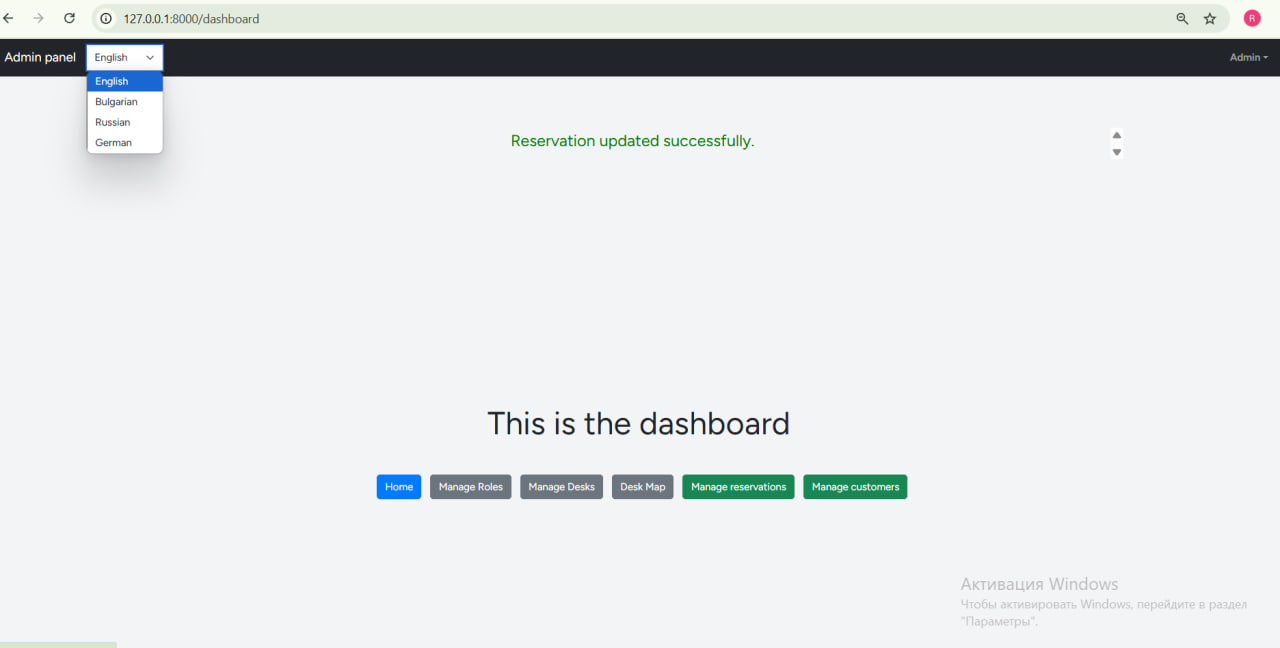 127.0.0.1:8000/dashboard
R
Admin panel
English
Admin
English
Bulgarian
Russian
German
Reservation updated successfully.
This is the dashboard
Home
Manage Roles
Manage Desks
Desk Map
Manage reservations
Manage customers
Активация Windows
Чтобы активировать Windows, перейдите в раздел
"Параметры".